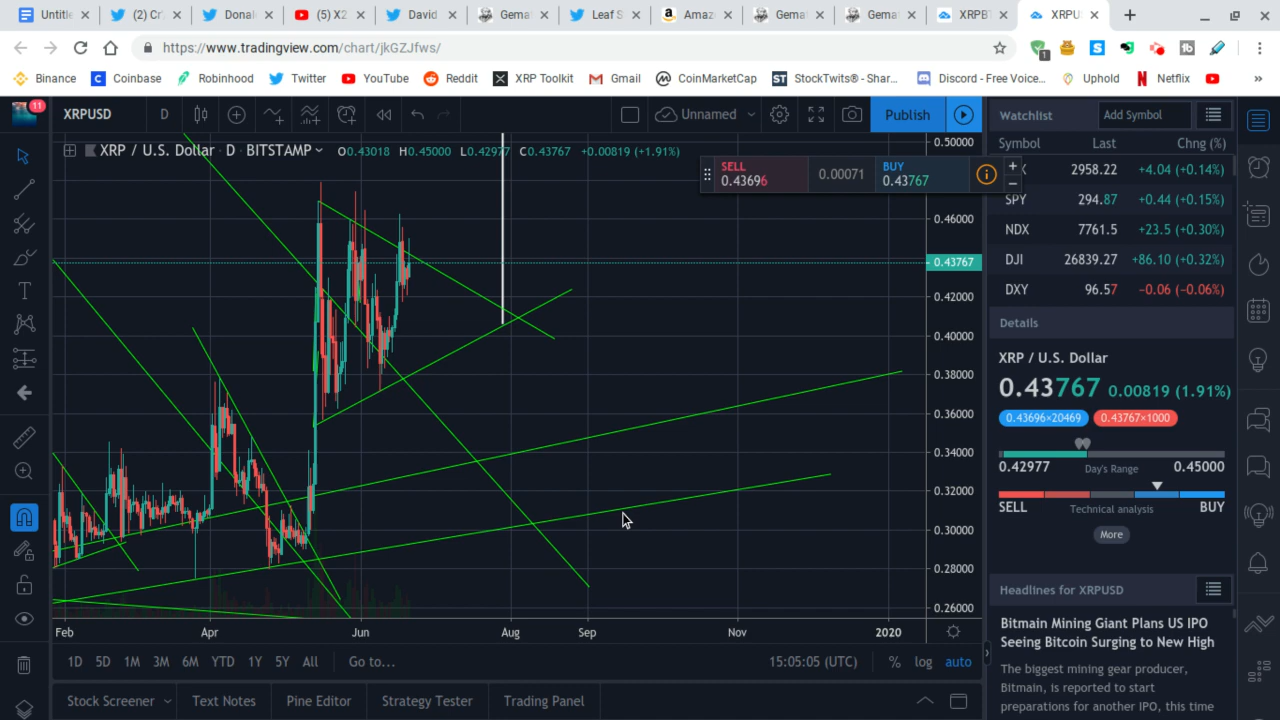 Untitle
(2) Cr
Donal
(5) X2
David
Gema
Leaf S
Amaz
Gema
Gema
XRPB
XRPU
https://www.tradingview.com/chart/jkGZJfws/
1
Binance Coinbase Robinhood Twitter YouTube Reddit XRP Toolkit Gmail CoinMarketCap StockTwits® - Shar... Discord - Free Voice... Uphold Netflix »
11 XRPUSD D Unnamed Publish
XRP / U.S. Dollar · D · BITSTAMP O0.43018 H0.45000 L0.42977 C0.43767 +0.00819 (+1.91%)
SELL 0.43696 0.00071 BUY 0.43767
0.50000
0.46000
0.43767
0.42000
0.40000
0.38000
0.36000
0.34000
0.32000
0.30000
0.28000
0.26000
Feb Apr Jun Aug Sep Nov 2020
1D 5D 1M 3M 6M YTD 1Y 5Y All Go to... 15:05:05 (UTC) % log auto
Stock Screener Text Notes Pine Editor Strategy Tester Trading Panel
Watchlist Add Symbol
Symbol Last Chng (%)
2958.22 +4.04 (+0.14%)
SPY 294.87 +0.44 (+0.15%)
NDX 7761.5 +23.5 (+0.30%)
DJI 26839.27 +86.10 (+0.32%)
DXY 96.57 −0.06 (−0.06%)
Details
XRP / U.S. Dollar
0.43767 0.00819 (1.91%)
0.43696×20469 0.43767×1000
0.42977 Day's Range 0.45000
SELL Technical analysis BUY
More
Headlines for XRPUSD
Bitmain Mining Giant Plans US IPO
Seeing Bitcoin Surging to New High
The biggest mining gear producer,
Bitmain, is reported to start
preparations for another IPO, this time